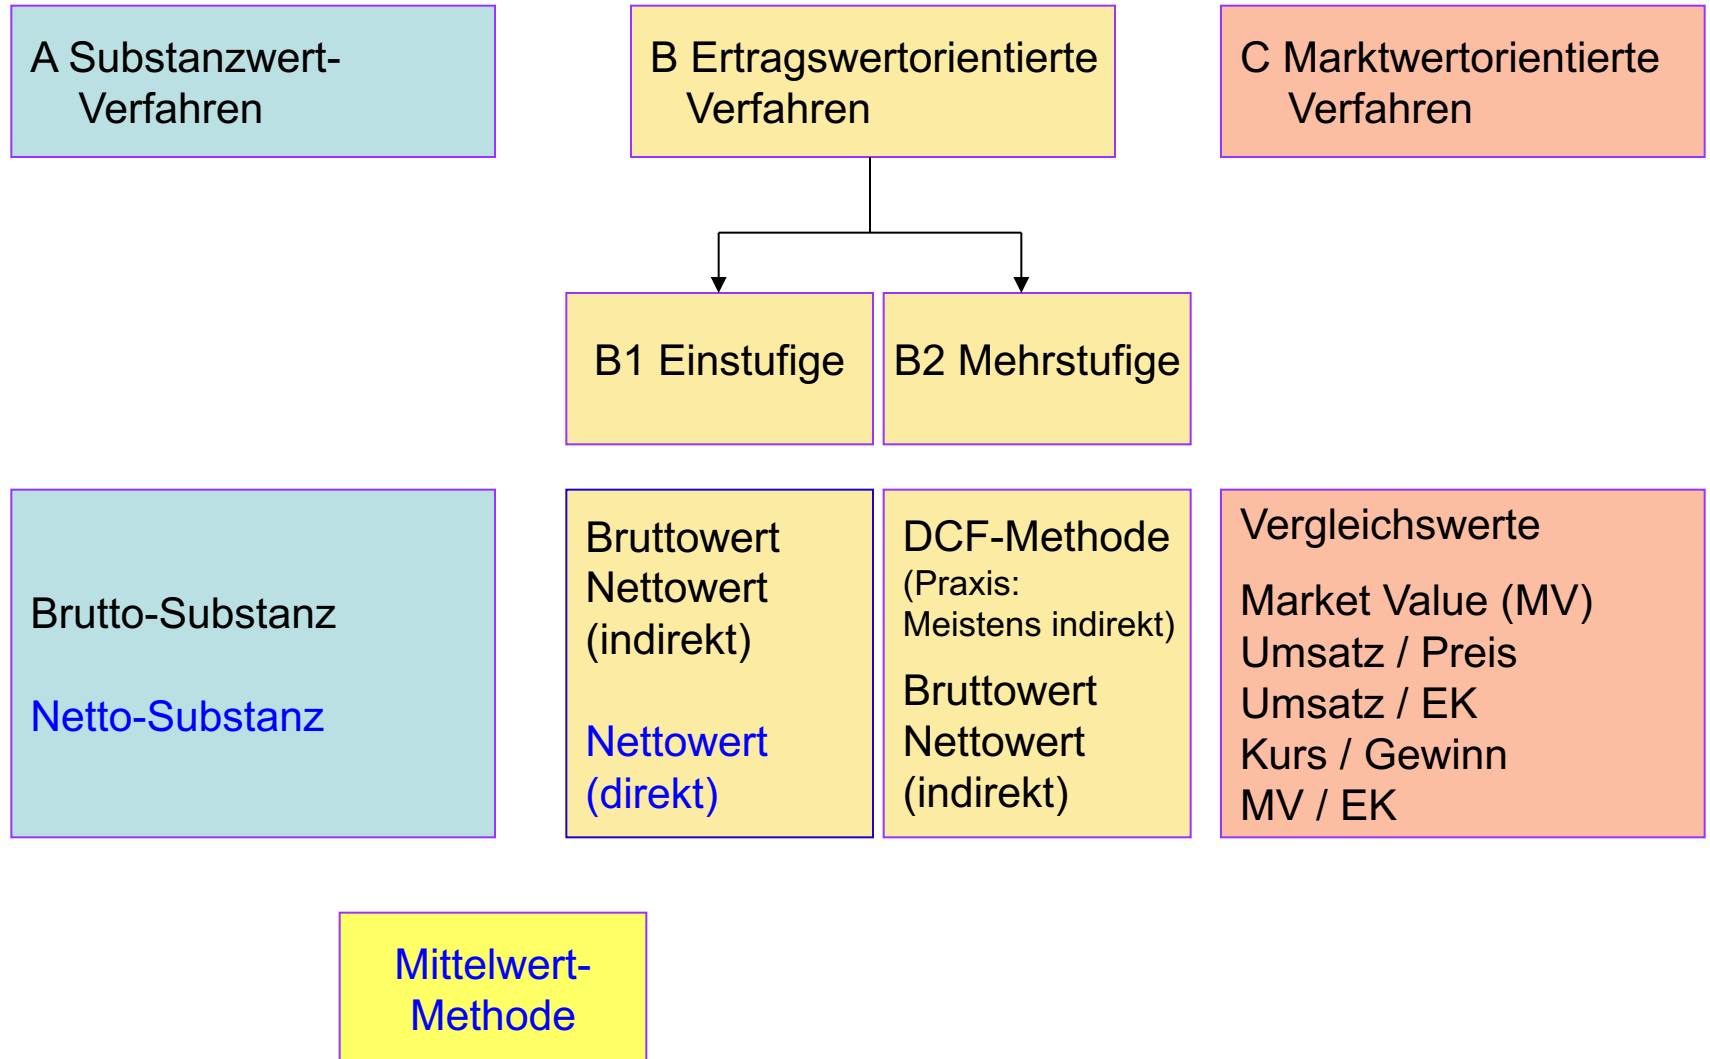 A Substanzwert-
Verfahren
B Ertragswertorientierte
Verfahren
C Marktwertorientierte
Verfahren
B1 Einstufige
B2 Mehrstufige
Brutto-Substanz
Netto-Substanz
Bruttowert
Nettowert
(indirekt)
Nettowert
(direkt)
DCF-Methode
(Praxis:
Meistens indirekt)
Bruttowert
Nettowert
(indirekt)
Vergleichswerte
Market Value (MV)
Umsatz / Preis
Umsatz / EK
Kurs / Gewinn
MV / EK
Mittelwert-
Methode